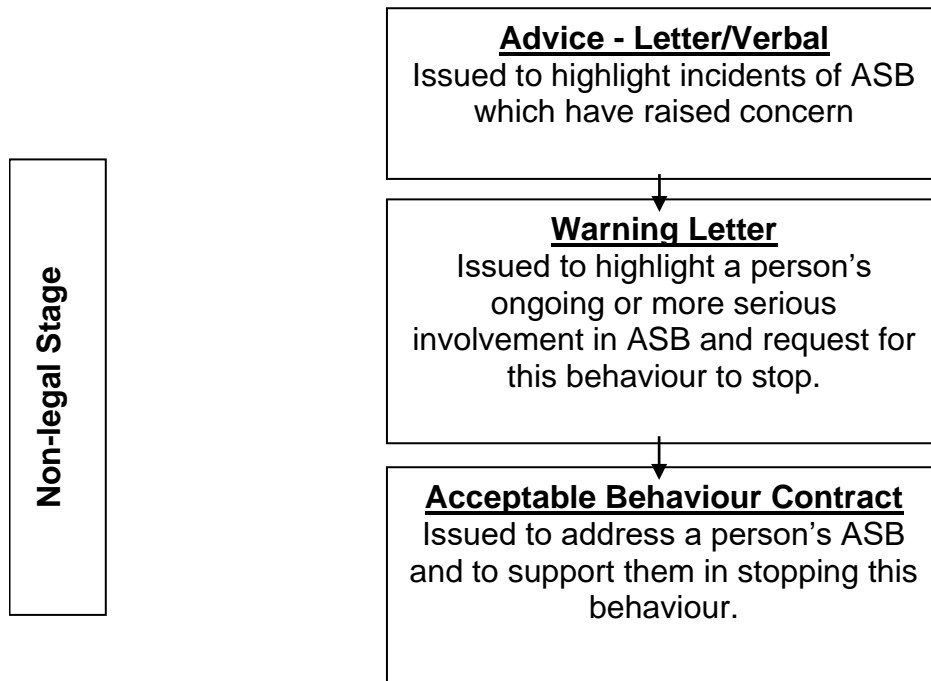 Advice - Letter/Verbal
Issued to highlight incidents of ASB
which have raised concern
Non-legal Stage
Warning Letter
Issued to highlight a person’s
ongoing or more serious
involvement in ASB and request for
this behaviour to stop.
Acceptable Behaviour Contract
Issued to address a person’s ASB
and to support them in stopping this
behaviour.